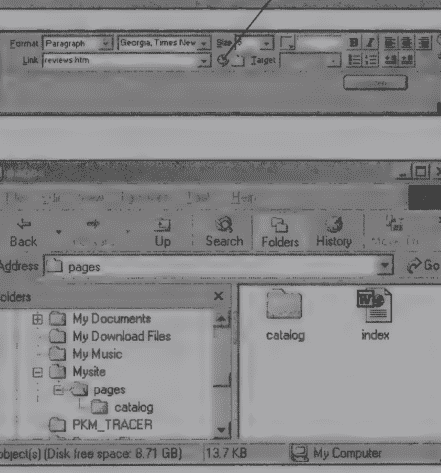 Format Paragraph Georgia, Times New Size B I
Link reviews.htm Target
Back Up Search Folders History Move To
Address pages Go
olders
My Documents
My Download Files
My Music
Mysite
pages
catalog
PKM_TRACER
catalog index
object(s) (Disk free space: 8.71 GB) 13.7 KB My Computer